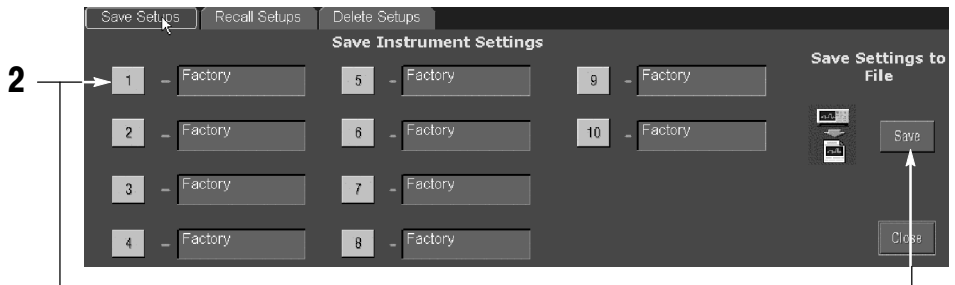 Save Setups Recall Setups Delete Setups
Save Instrument Settings
Save Settings to
File
2
1 - Factory 5 - Factory 9 - Factory
2 - Factory 6 - Factory 10 - Factory
Save
3 - Factory 7 - Factory
4 - Factory 8 - Factory
Close